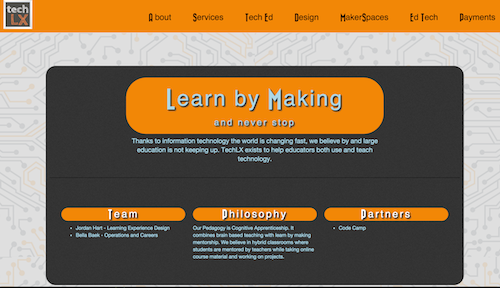 tech
LX
About Services Tech Ed Design MakerSpaces Ed Tech Payments
Learn by Making
and never stop
Thanks to information technology the world is changing fast, we believe by and large
education is not keeping up. TechLX exists to help educators both use and teach
technology.
Team
Jordan Hart - Learning Experience Design
Bella Baek - Operations and Careers
Philosophy
Our Pedagogy is Cognitive Apprenticeship. It
combines brain based teaching with learn by making
mentorship. We believe in hybrid classrooms where
students are mentored by teachers while taking online
course material and working on projects.
Partners
Code Camp